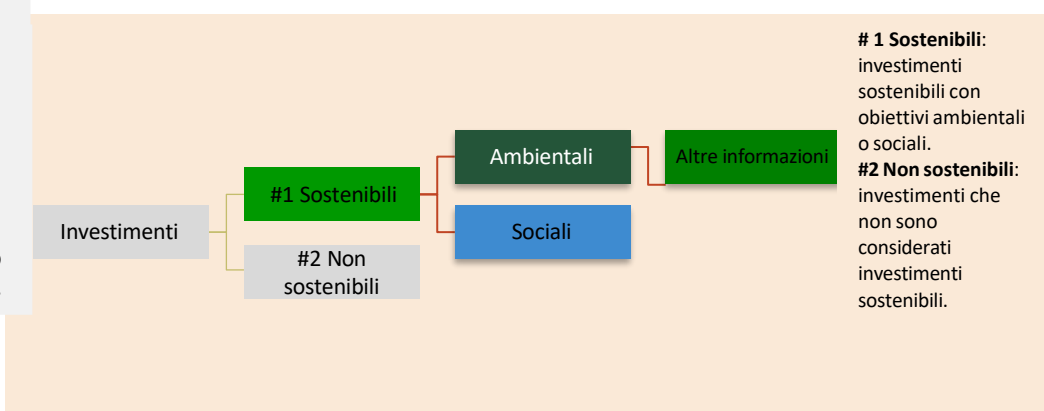 Investimenti
#1 Sostenibili
#2 Non
sostenibili
Ambientali
Sociali
Altre informazioni
# 1 Sostenibili:
investimenti
sostenibili con
obiettivi ambientali
o sociali.
#2 Non sostenibili:
investimenti che
non sono
considerati
investimenti
sostenibili.